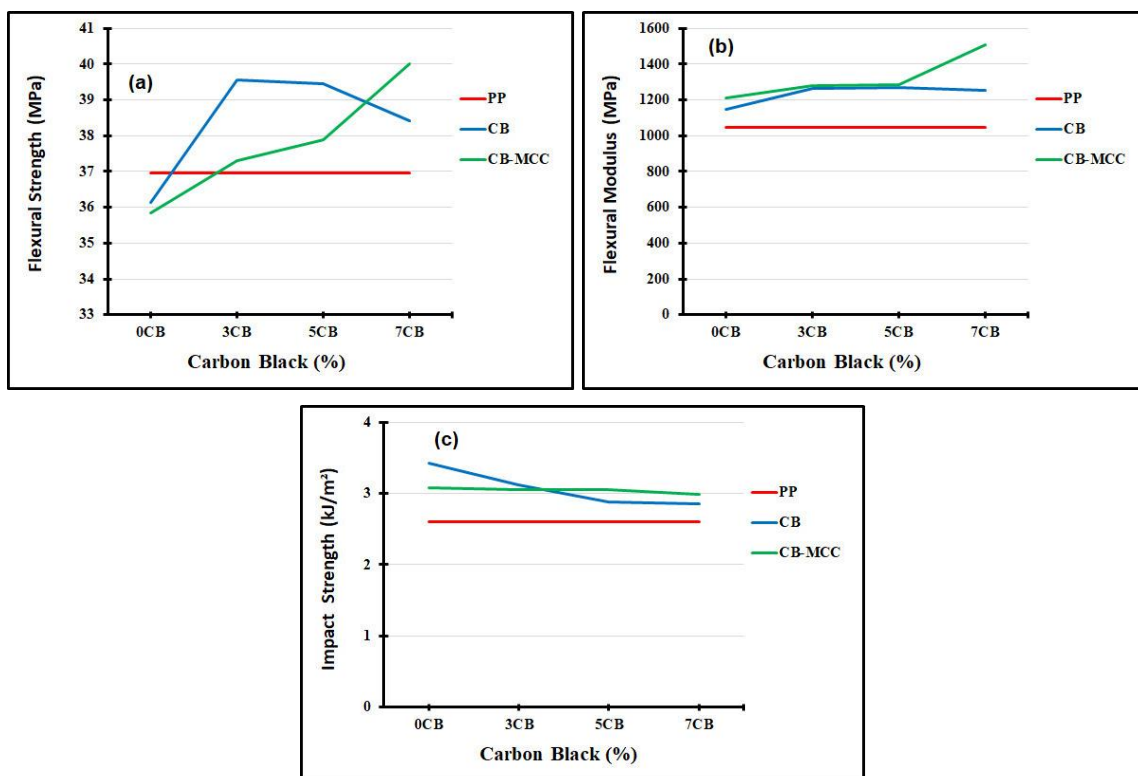 (a)
Flexural Strength (MPa)
41
40
39
38
37
36
35
34
33
0CB 3CB 5CB 7CB
Carbon Black (%)
PP
CB
CB-MCC
(b)
Flexural Modulus (MPa)
1600
1400
1200
1000
800
600
400
200
0
0CB 3CB 5CB 7CB
Carbon Black (%)
PP
CB
CB-MCC
(c)
Impact Strength (kJ/m²)
4
3
2
1
0
0CB 3CB 5CB 7CB
Carbon Black (%)
PP
CB
CB-MCC